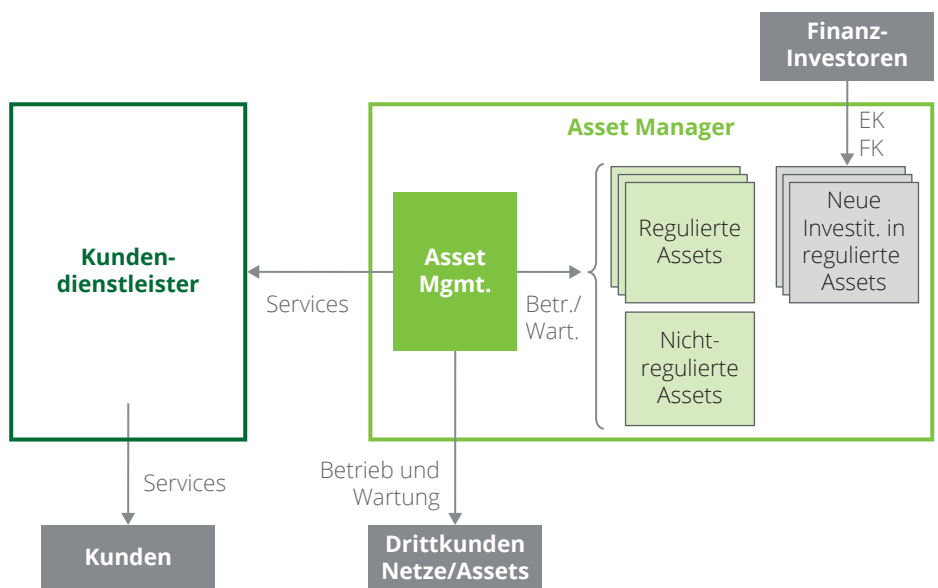 Finanz-
Investoren
Asset Manager
EK
FK
Kunden-
dienstleister
Services
Asset
Mgmt.
Betr./
Wart.
Regulierte
Assets
Neue
Investit. in
regulierte
Assets
Nicht-
regulierte
Assets
Services
Betrieb und
Wartung
Kunden
Drittkunden
Netze/Assets